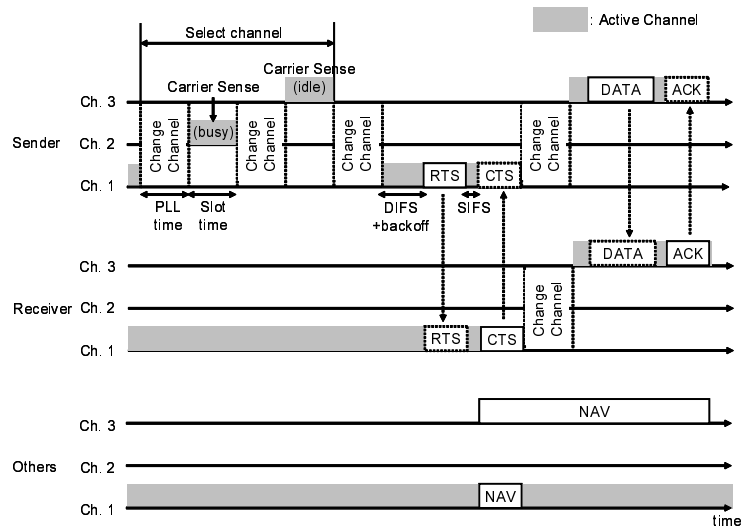 : Active Channel
Select channel
Carrier Sense
Carrier Sense
(idle)
(busy)
Sender
Ch. 3
Ch. 2
Ch. 1
Change
Channel
Change
Channel
Change
Channel
Change
Channel
DATA
ACK
RTS
CTS
PLL
time
Slot
time
DIFS
+backoff
SIFS
Receiver
Ch. 3
Ch. 2
Ch. 1
DATA
ACK
Change
Channel
RTS
CTS
Others
Ch. 3
Ch. 2
Ch. 1
NAV
NAV
time